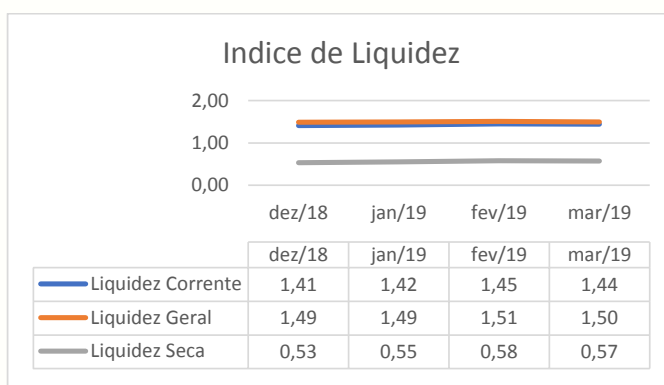 Indice de Liquidez
2,00
1,00
0,00
dez/18 jan/19 fev/19 mar/19
dez/18 jan/19 fev/19 mar/19
Liquidez Corrente 1,41 1,42 1,45 1,44
Liquidez Geral 1,49 1,49 1,51 1,50
Liquidez Seca 0,53 0,55 0,58 0,57